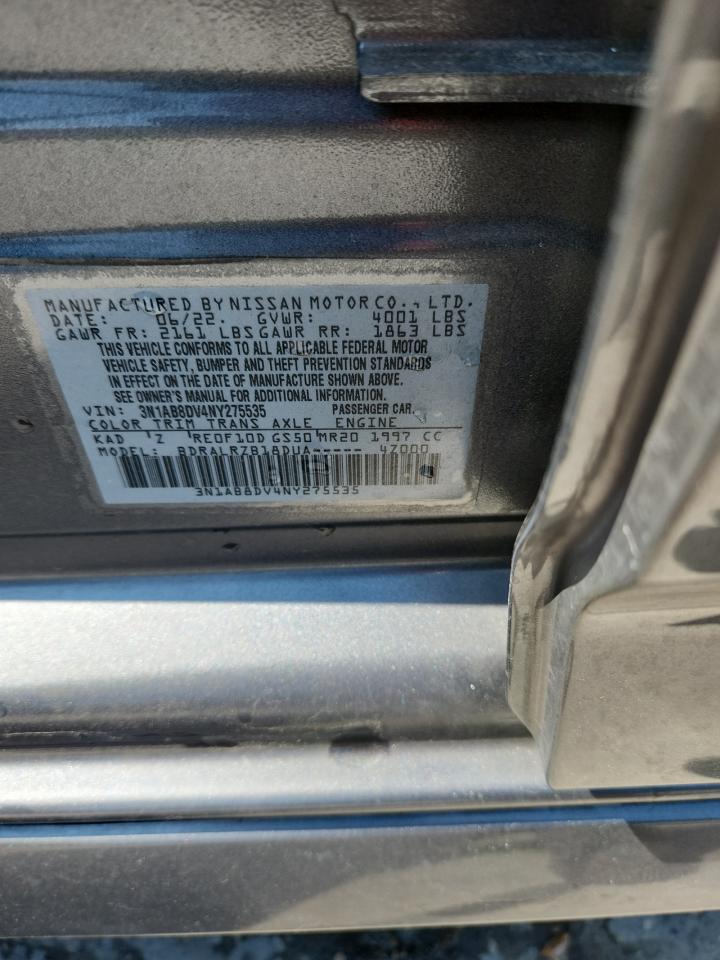 MANUFACTURED BY NISSAN MOTOR CO., LTD.
DATE: 06/22. GVWR: 4001 LBS
GAWR FR: 2161 LBS GAWR RR: 1863 LBS
THIS VEHICLE CONFORMS TO ALL APPLICABLE FEDERAL MOTOR
VEHICLE SAFETY, BUMPER AND THEFT PREVENTION STANDARDS
IN EFFECT ON THE DATE OF MANUFACTURE SHOWN ABOVE.
SEE OWNER'S MANUAL FOR ADDITIONAL INFORMATION.
VIN: 3N1AB8DV4NY275535 PASSENGER CAR.
COLOR TRIM TRANS AXLE ENGINE
KAD Z RE0F10D GS50 MR20 1997 CC
MODEL: BDRALRZB18DUA----- 47000
3N1AB8DV4NY275535